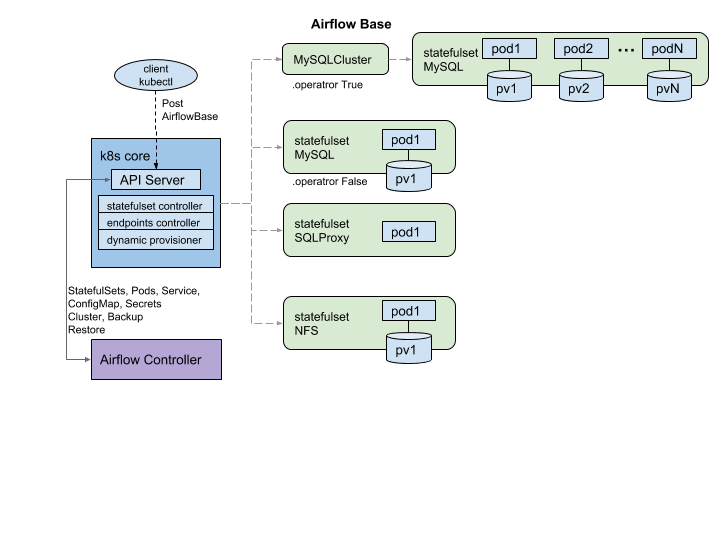 Airflow Base
client
kubectl
Post
AirflowBase
k8s core
API Server
statefulset controller
endpoints controller
dynamic provisioner
StatefulSets, Pods, Service,
ConfigMap, Secrets
Cluster, Backup
Restore
Airflow Controller
MySQLCluster
.operatror True
statefulset
MySQL
pod1
pod2
...
podN
pv1
pv2
pvN
statefulset
MySQL
pod1
pv1
.operatror False
statefulset
SQLProxy
pod1
statefulset
NFS
pod1
pv1